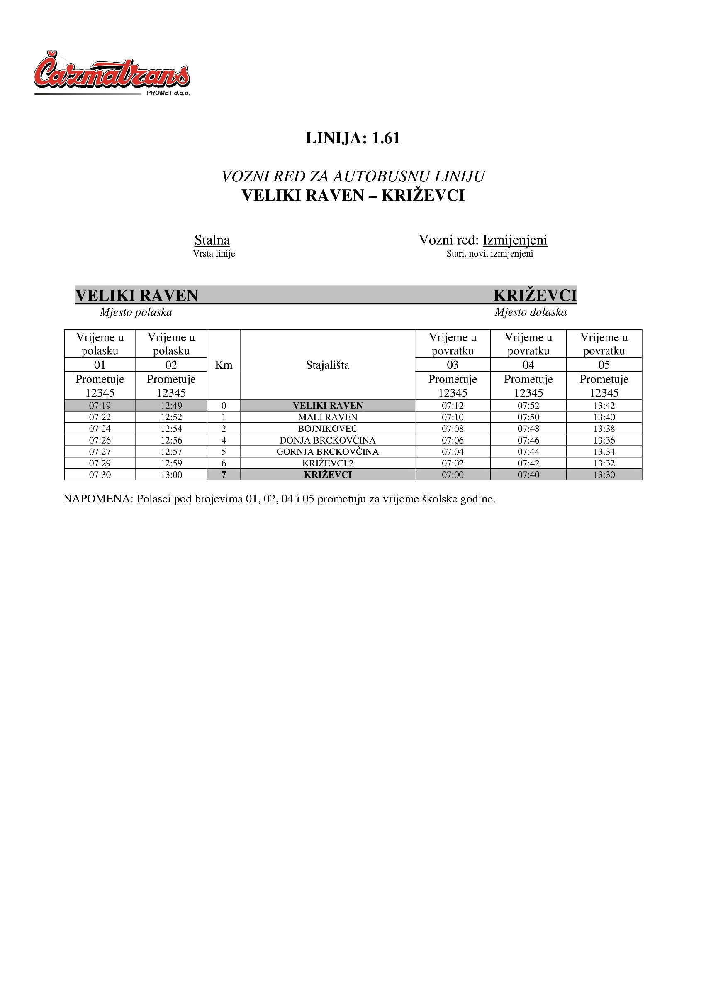 Čazmatrans
PROMET d.o.o.
LINIJA: 1.61
VOZNI RED ZA AUTOBUSNU LINIJU
VELIKI RAVEN – KRIŽEVCI
Stalna Vozni red: Izmijenjeni
Vrsta linije Stari, novi, izmijenjeni
VELIKI RAVEN KRIŽEVCI
Mjesto polaska Mjesto dolaska
Vrijeme u Vrijeme u Vrijeme u Vrijeme u Vrijeme u
polasku polasku povratku povratku povratku
01 02 Km Stajališta 03 04 05
Prometuje Prometuje Prometuje Prometuje Prometuje
12345 12345 12345 12345 12345
07:19 12:49 0 VELIKI RAVEN 07:12 07:52 13:42
07:22 12:52 1 MALI RAVEN 07:10 07:50 13:40
07:24 12:54 2 BOJNIKOVEC 07:08 07:48 13:38
07:26 12:56 4 DONJA BRCKOVČINA 07:06 07:46 13:36
07:27 12:57 5 GORNJA BRCKOVČINA 07:04 07:44 13:34
07:29 12:59 6 KRIŽEVCI 2 07:02 07:42 13:32
07:30 13:00 7 KRIŽEVCI 07:00 07:40 13:30
NAPOMENA: Polasci pod brojevima 01, 02, 04 i 05 prometuju za vrijeme školske godine.